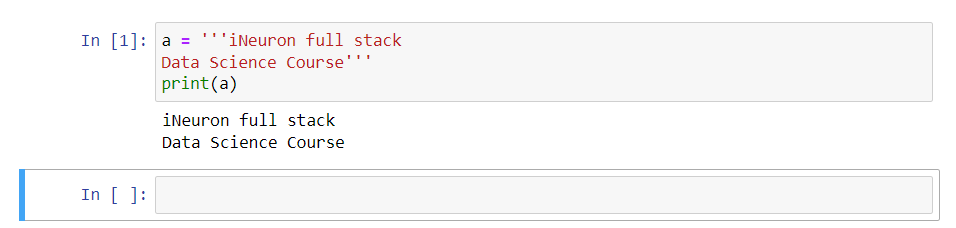 In [1]: a = '''iNeuron full stack
Data Science Course'''
print(a)
iNeuron full stack
Data Science Course
In [ ]: